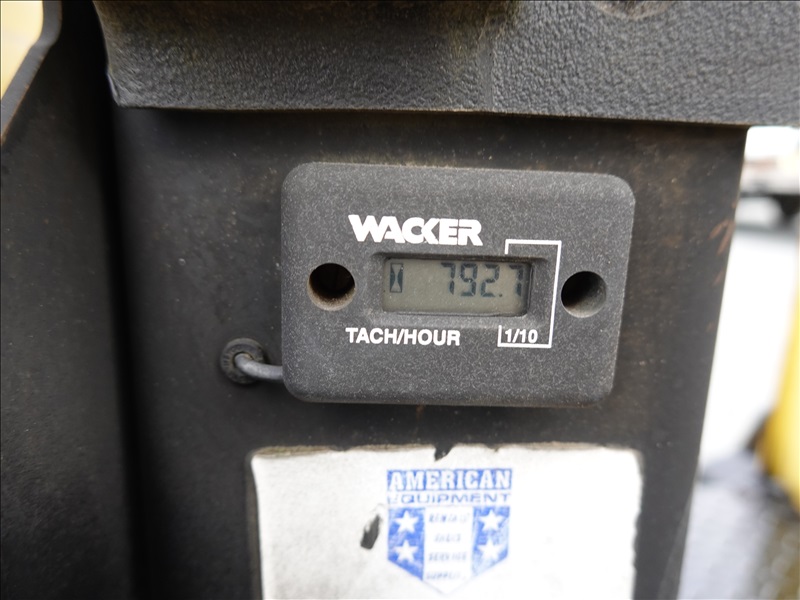 WACKER
792.7
TACH/HOUR
1/10
AMERICAN
EQUIPMENT